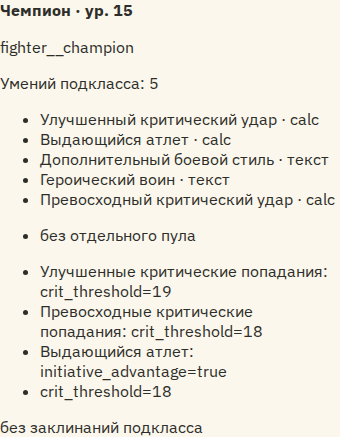 Чемпион · ур. 15
fighter__champion
Умений подкласса: 5
• Улучшенный критический удар · calc
• Выдающийся атлет · calc
• Дополнительный боевой стиль · текст
• Героический воин · текст
• Превосходный критический удар · calc
• без отдельного пула
• Улучшенные критические попадания:
crit_threshold=19
• Превосходные критические
попадания: crit_threshold=18
• Выдающийся атлет:
initiative_advantage=true
• crit_threshold=18
без заклинаний подкласса